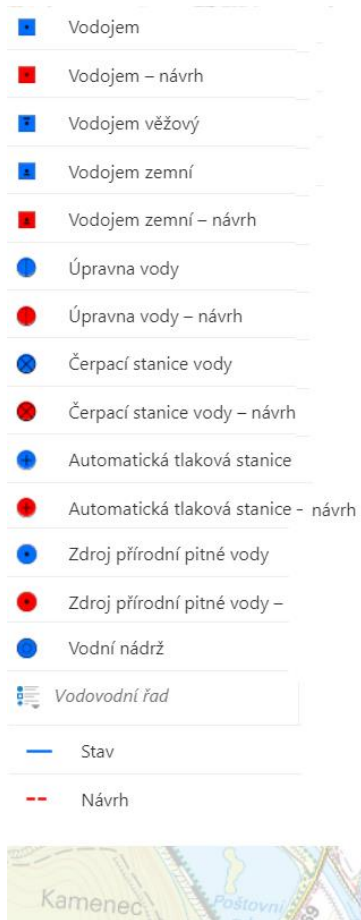 Vodojem
Vodojem – návrh
Vodojem věžový
Vodojem zemní
Vodojem zemní – návrh
Úpravna vody
Úpravna vody – návrh
Čerpací stanice vody
Čerpací stanice vody – návrh
Automatická tlaková stanice
Automatická tlaková stanice - návrh
Zdroj přírodní pitné vody
Zdroj přírodní pitné vody –
Vodní nádrž
Vodovodní řad
Stav
Návrh
Kamenec
Poštovní